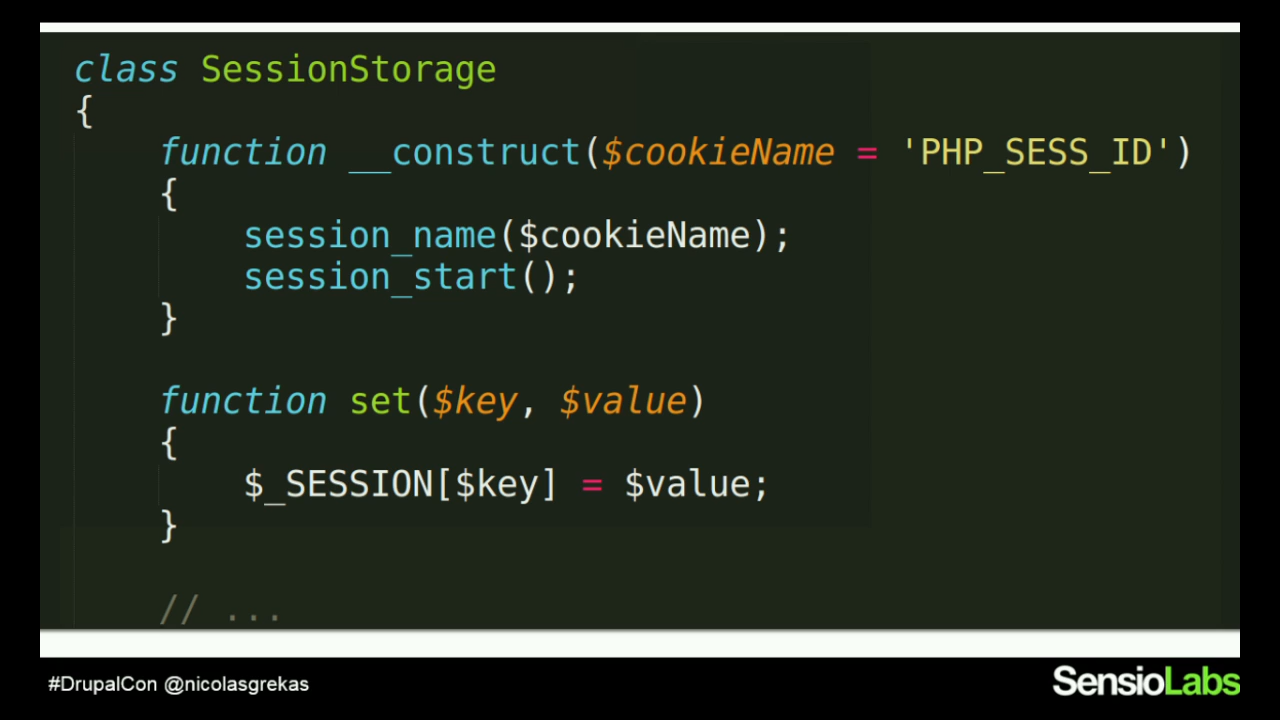 class SessionStorage
{
    function __construct($cookieName = 'PHP_SESS_ID')
    {
        session_name($cookieName);
        session_start();
    }
    function set($key, $value)
    {
        $_SESSION[$key] = $value;
    }
    // ...
#DrupalCon @nicolasgrekas
SensioLabs